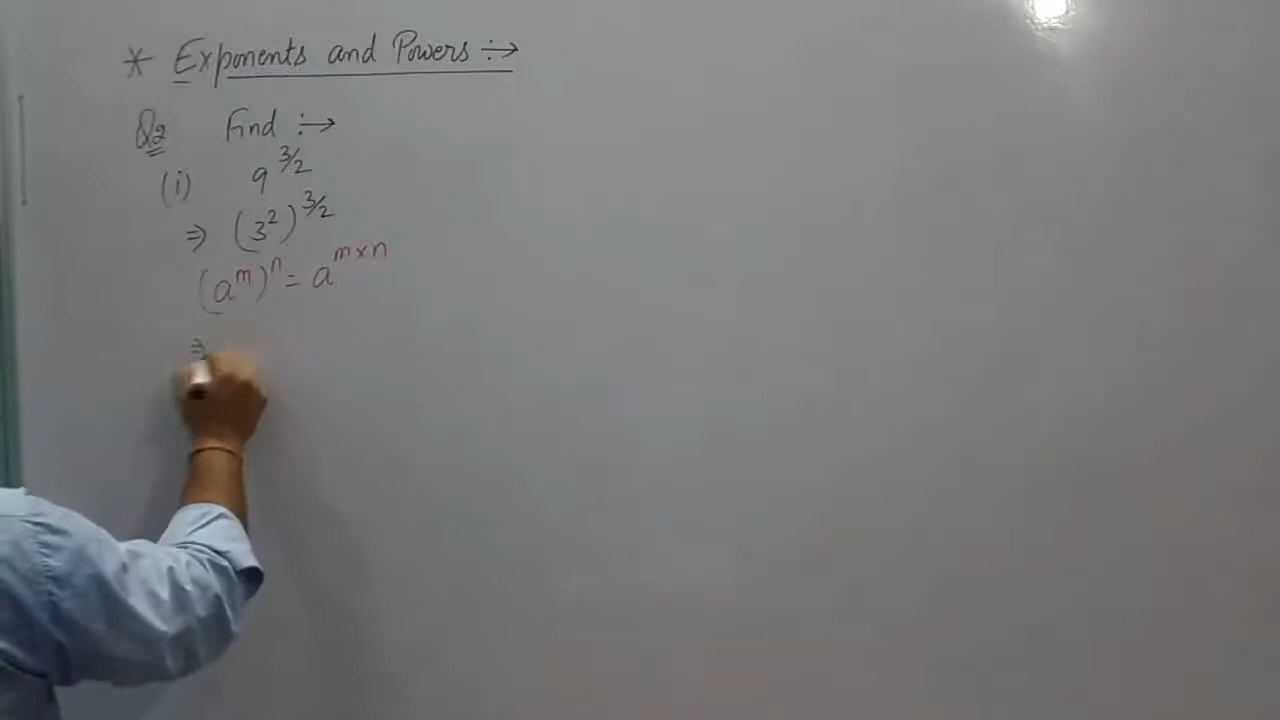 * Exponents and Powers :→
Q2 Find :→
(i) 9^3/2
⇒ (3^2)^3/2
(a^m)^n = a^m×n
⇒